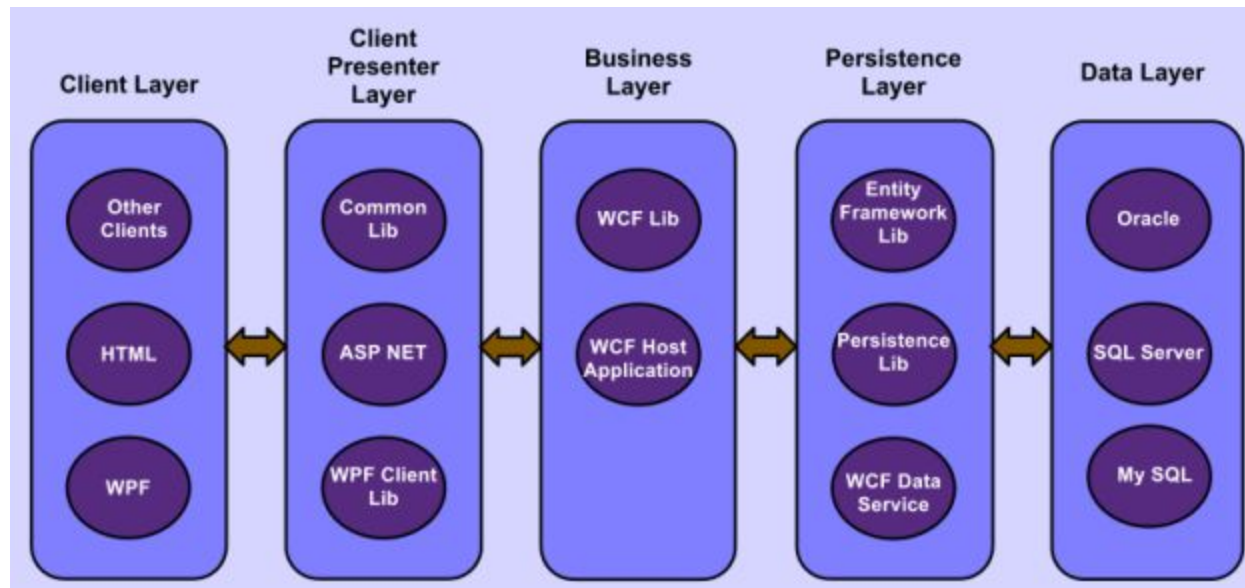 Client Layer
Client
Presenter
Layer
Business
Layer
Persistence
Layer
Data Layer
Other
Clients
HTML
WPF
Common
Lib
ASP NET
WPF Client
Lib
WCF Lib
WCF Host
Application
Entity
Framework
Lib
Persistence
Lib
WCF Data
Service
Oracle
SQL Server
My SQL